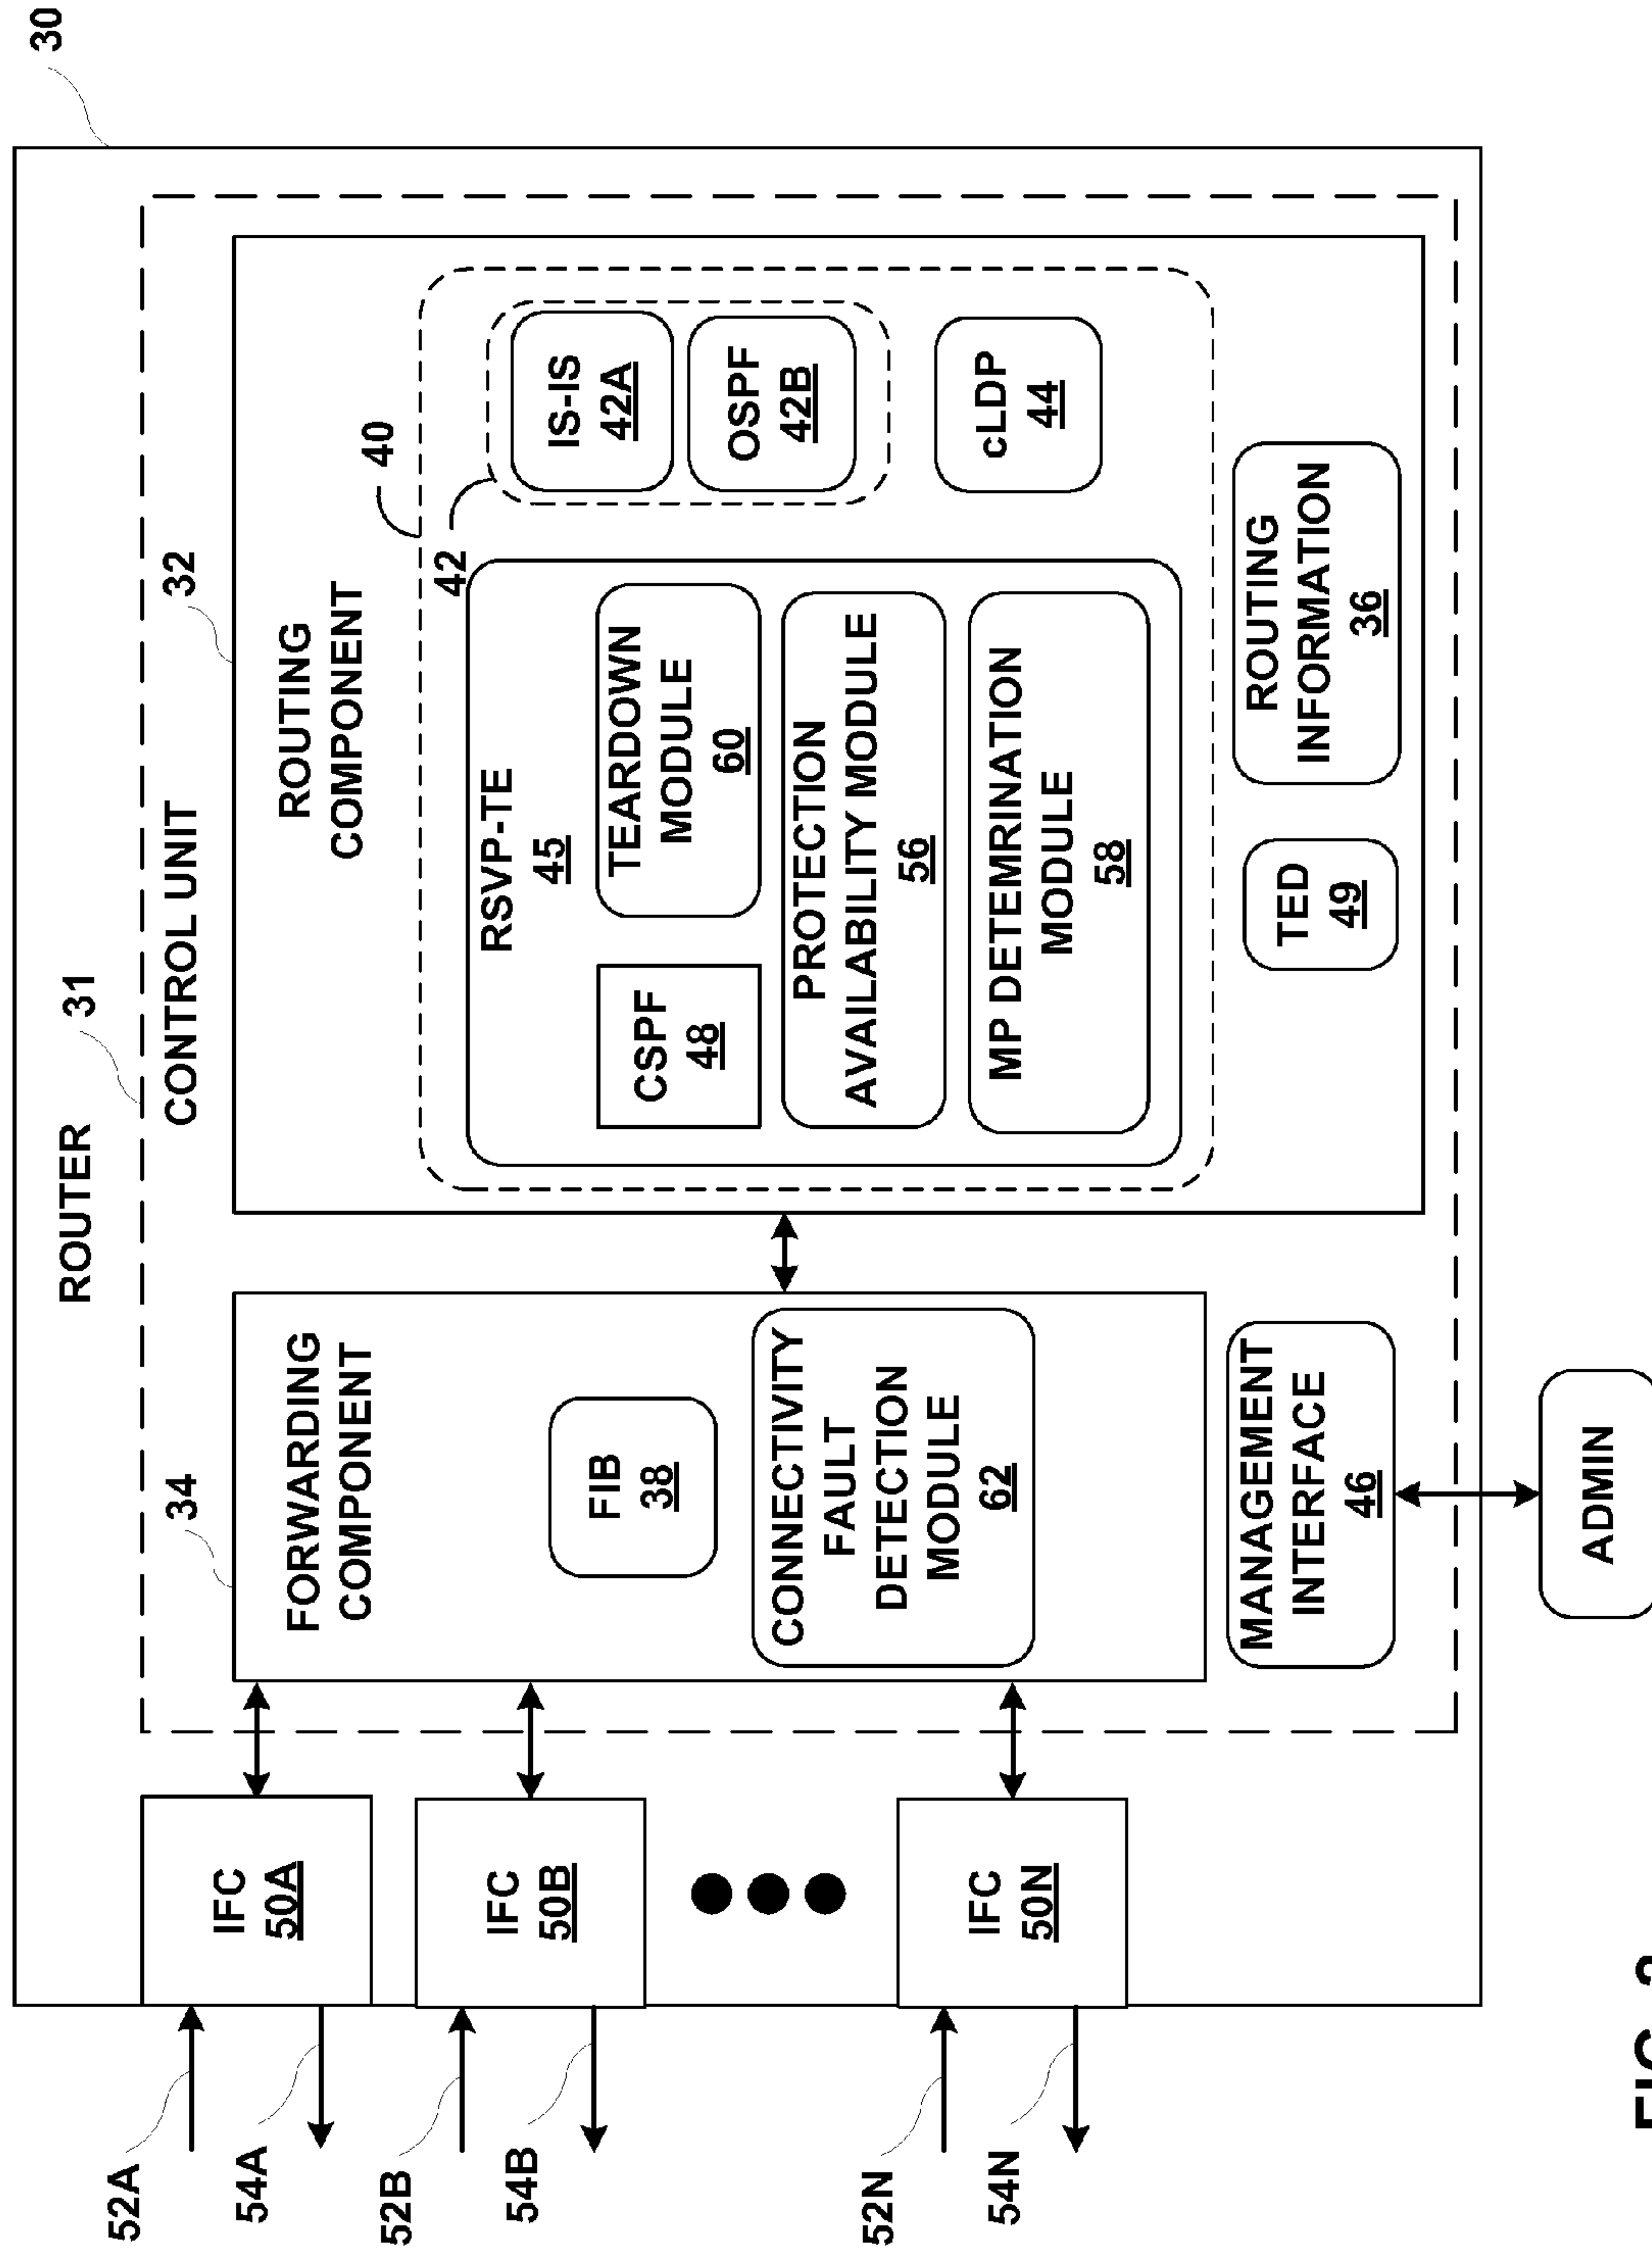 30
ROUTER
31
CONTROL UNIT
34
32
FORWARDING
COMPONENT
ROUTING
COMPONENT
40
42
FIB
38
CONNECTIVITY
FAULT
DETECTION
MODULE
62
MANAGEMENT
INTERFACE
46
ADMIN
RSVP-TE
45
CSPF
48
TEARDOWN
MODULE
60
PROTECTION
AVAILABILITY MODULE
56
MP DETEMRINATION
MODULE
58
IS-IS
42A
OSPF
42B
cLDP
44
TED
49
ROUTING
INFORMATION
36
IFC
50A
IFC
50B
IFC
50N
52A
54A
52B
54B
52N
54N
FIG.